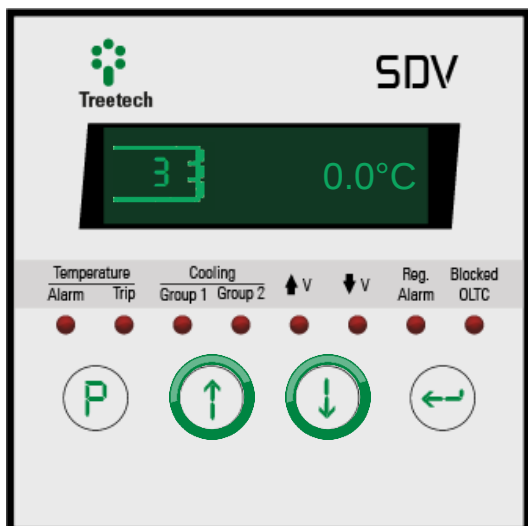 SDV
Treetech
3 0.0°C
Temperature Cooling V V Reg. Blocked
Alarm Trip Group 1 Group 2 Alarm OLTC
P